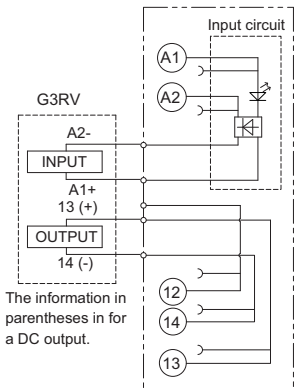 Input circuit
A1
A2
G3RV
A2-
INPUT
A1+
13 (+)
OUTPUT
14 (-)
The information in
parentheses in for
a DC output.
12
14
13